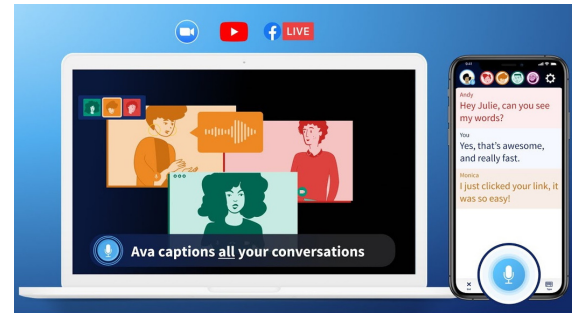 LIVE
Ava captions all your conversations
Andy
Hey Julie, can you see
my words?
You
Yes, that's awesome,
and really fast.
Monica
I just clicked your link, it
was so easy!